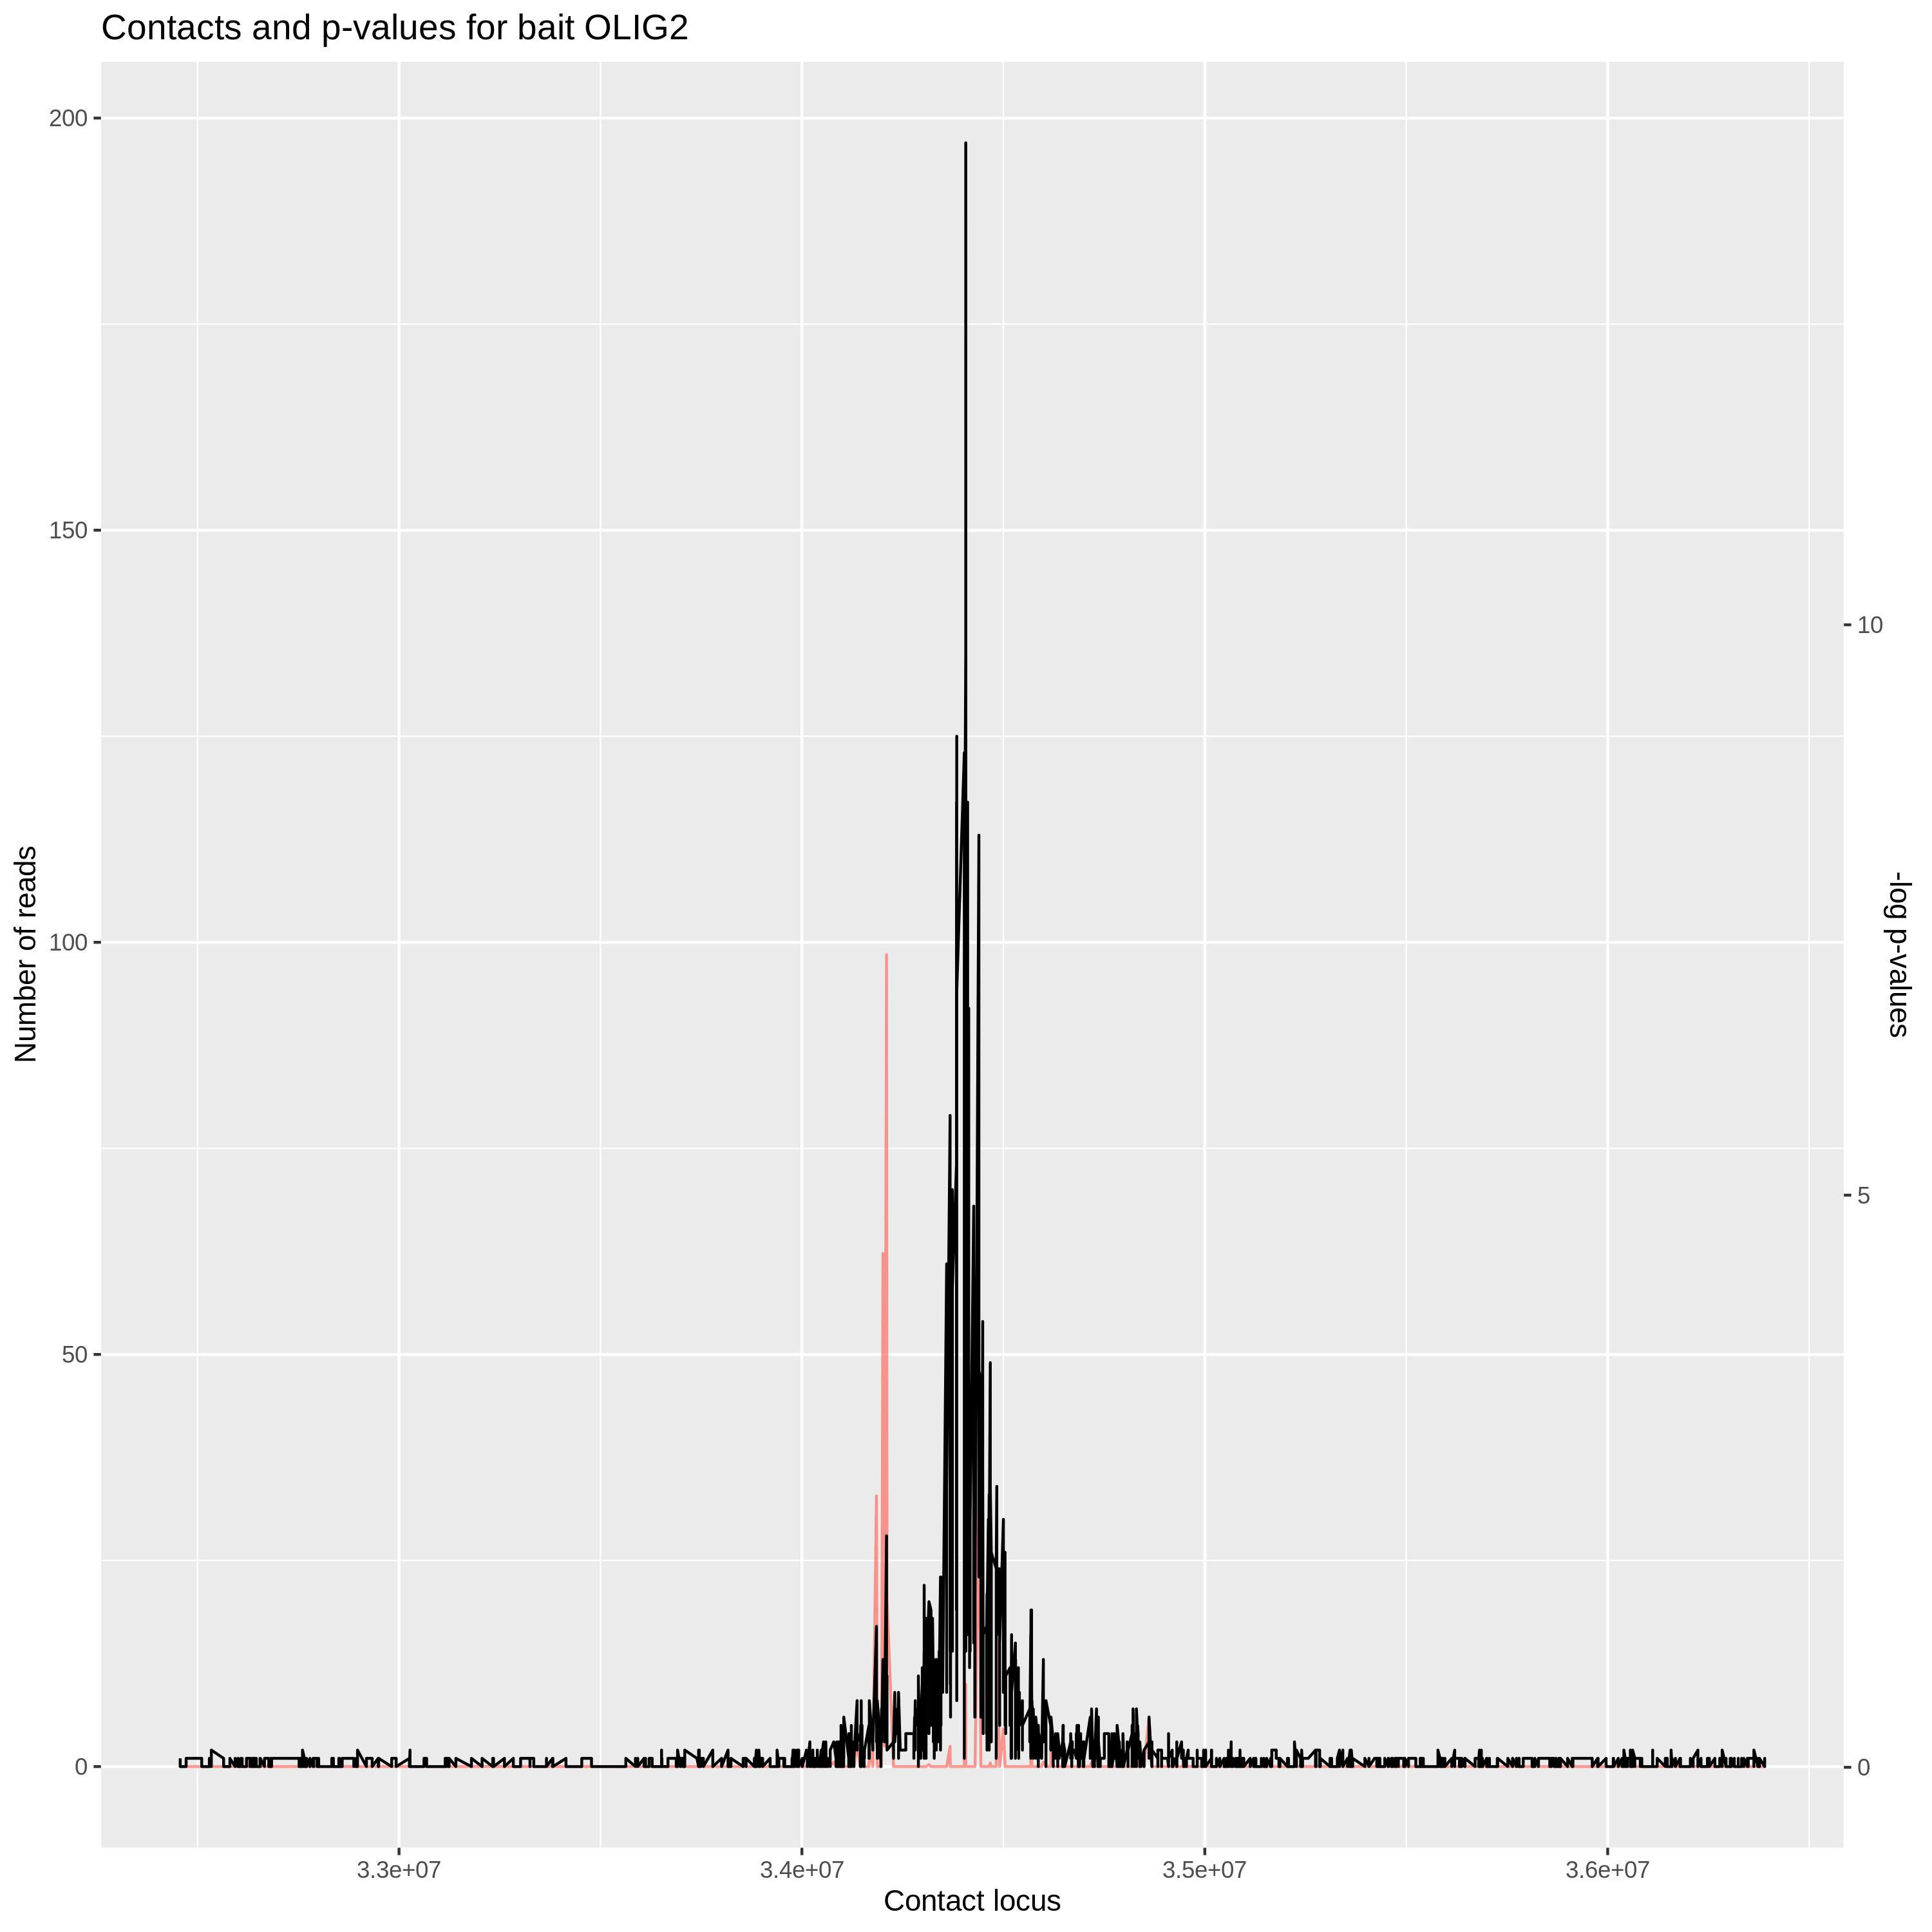 Contacts and p-values for bait OLIG2
200
150
100
50
0
Number of reads
10
5
0
-log p-values
3.3e+07
3.4e+07
3.5e+07
3.6e+07
Contact locus